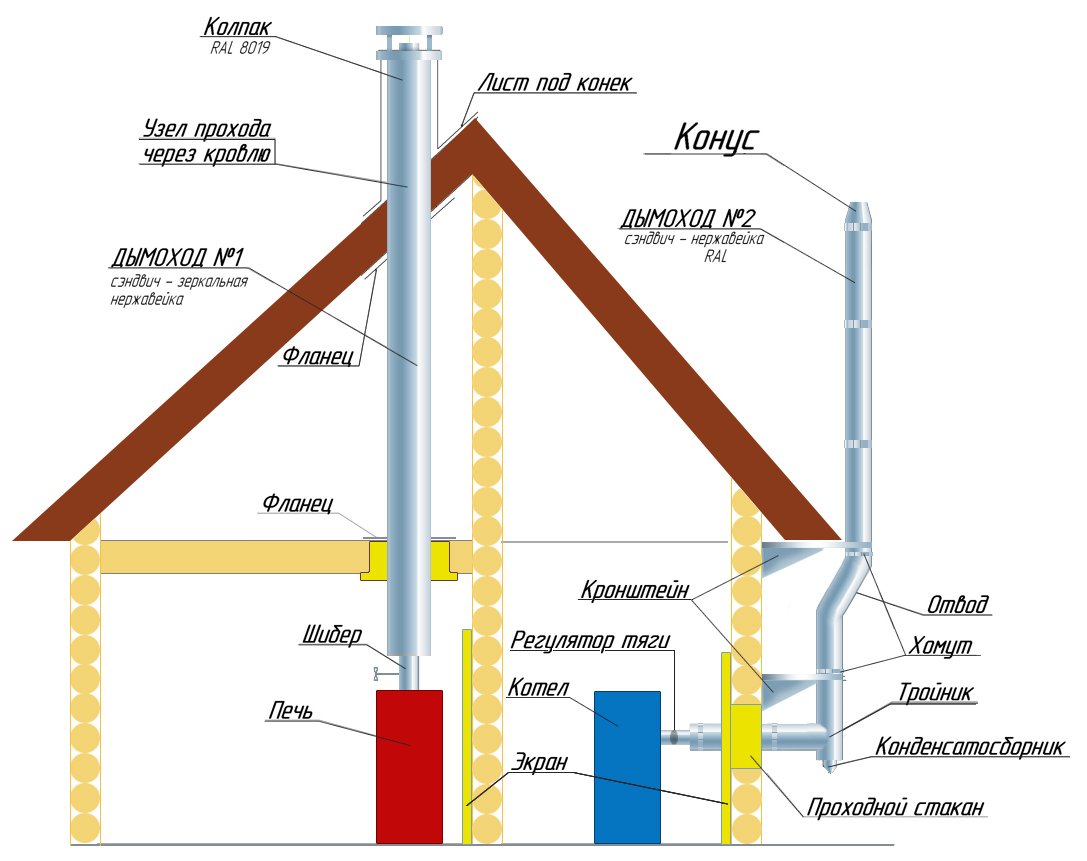 Колпак
RAL 8019
Лист под конек
Узел прохода
через кровлю
Конус
ДЫМОХОД №2
сэндвич - нержавейка
RAL
ДЫМОХОД №1
сэндвич - зеркальная
нержавейка
Фланец
Фланец
Кронштейн
Отвод
Шибер
Регулятор тяги
Хомут
Котел
Тройник
Печь
Конденсатосборник
Экран
Проходной стакан